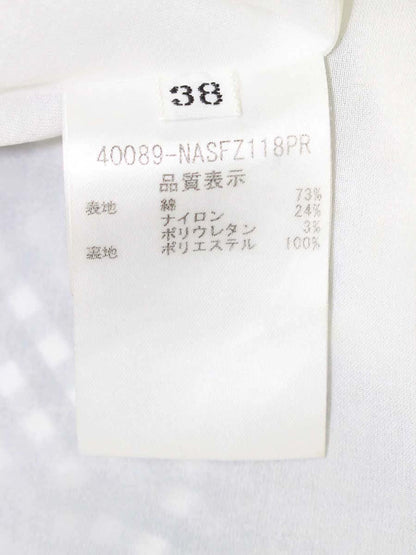 38
40089-NASFZ118PR
品質表示
表地 綿 73%
ナイロン 24%
ポリウレタン 3%
裏地 ポリエステル 100%